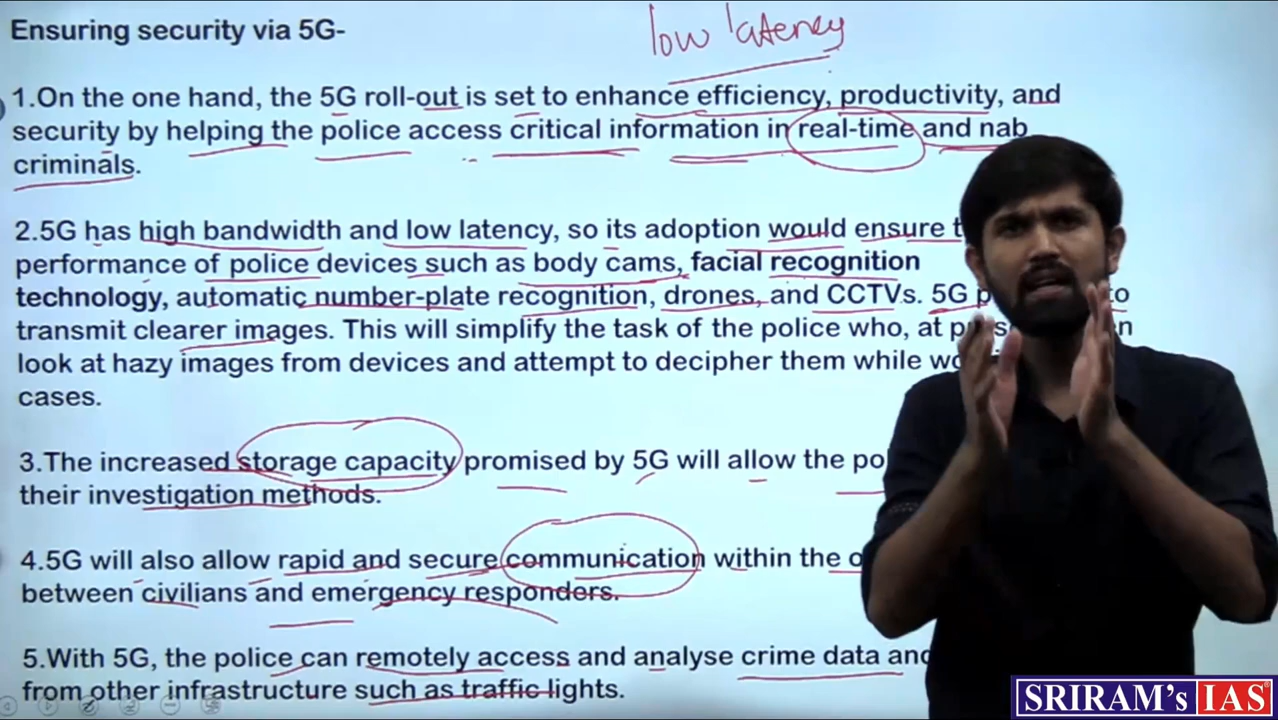 Ensuring security via 5G-
low latency
1.On the one hand, the 5G roll-out is set to enhance efficiency, productivity, and
security by helping the police access critical information in real-time and nab
criminals.
2.5G has high bandwidth and low latency, so its adoption would ensure
performance of police devices such as body cams, facial recognition
technology, automatic number-plate recognition, drones, and CCTVs. 5G to
transmit clearer images. This will simplify the task of the police who, at
look at hazy images from devices and attempt to decipher them while
cases.
3.The increased storage capacity promised by 5G will allow the
their investigation methods.
4.5G will also allow rapid and secure communication within the
between civilians and emergency responders.
5.With 5G, the police can remotely access and analyse crime data
from other infrastructure such as traffic lights.
SRIRAM's IAS